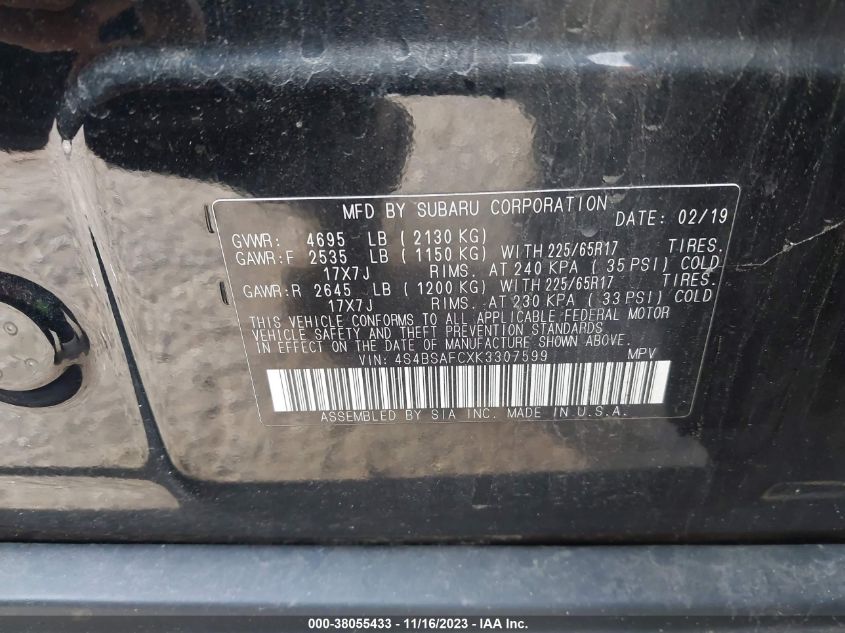 MFD BY SUBARU CORPORATION DATE: 02/19
GVWR: 4695 LB ( 2130 KG)
GAWR:F 2535 LB ( 1150 KG) WITH 225/65R17 TIRES.
17X7J RIMS. AT 240 KPA ( 35 PSI) COLD
GAWR:R 2645 LB ( 1200 KG) WITH 225/65R17 TIRES.
17X7J RIMS. AT 230 KPA ( 33 PSI) COLD
THIS VEHICLE CONFORMS TO ALL APPLICABLE FEDERAL MOTOR
VEHICLE SAFETY AND THEFT PREVENTION STANDARDS
IN EFFECT ON THE DATE OF MANUFACTURE SHOWN ABOVE.
VIN: 4S4BSAFCXK3307599 MPV
ASSEMBLED BY SIA INC. MADE IN U.S.A.
000-38055433 - 11/16/2023 - IAA Inc.